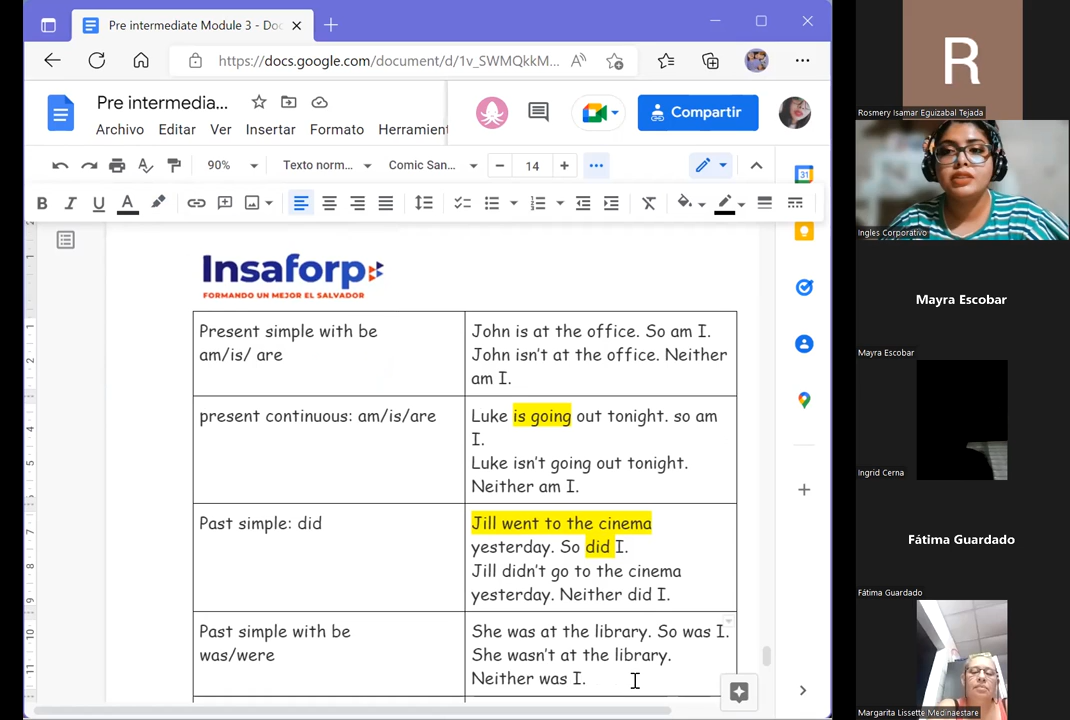 Pre intermediate Module 3 - Doc
https://docs.google.com/document/d/1v_SWMQkkM...
Pre intermedia...
Archivo Editar Ver Insertar Formato Herramient
Compartir
90% Texto norm... Comic San... 14
Insaforp
FORMANDO UN MEJOR EL SALVADOR
Present simple with be
am/is/ are
John is at the office. So am I.
John isn't at the office. Neither
am I.
present continuous: am/is/are
Luke is going out tonight. so am
I.
Luke isn't going out tonight.
Neither am I.
Past simple: did
Jill went to the cinema
yesterday. So did I.
Jill didn't go to the cinema
yesterday. Neither did I.
Past simple with be
was/were
She was at the library. So was I.
She wasn't at the library.
Neither was I.
R
Rosmery Isamar Eguizabal Tejada
Ingles Corporativo
Mayra Escobar
Mayra Escobar
Ingrid Cerna
Fátima Guardado
Fátima Guardado
Margarita Lissette Medinaestare